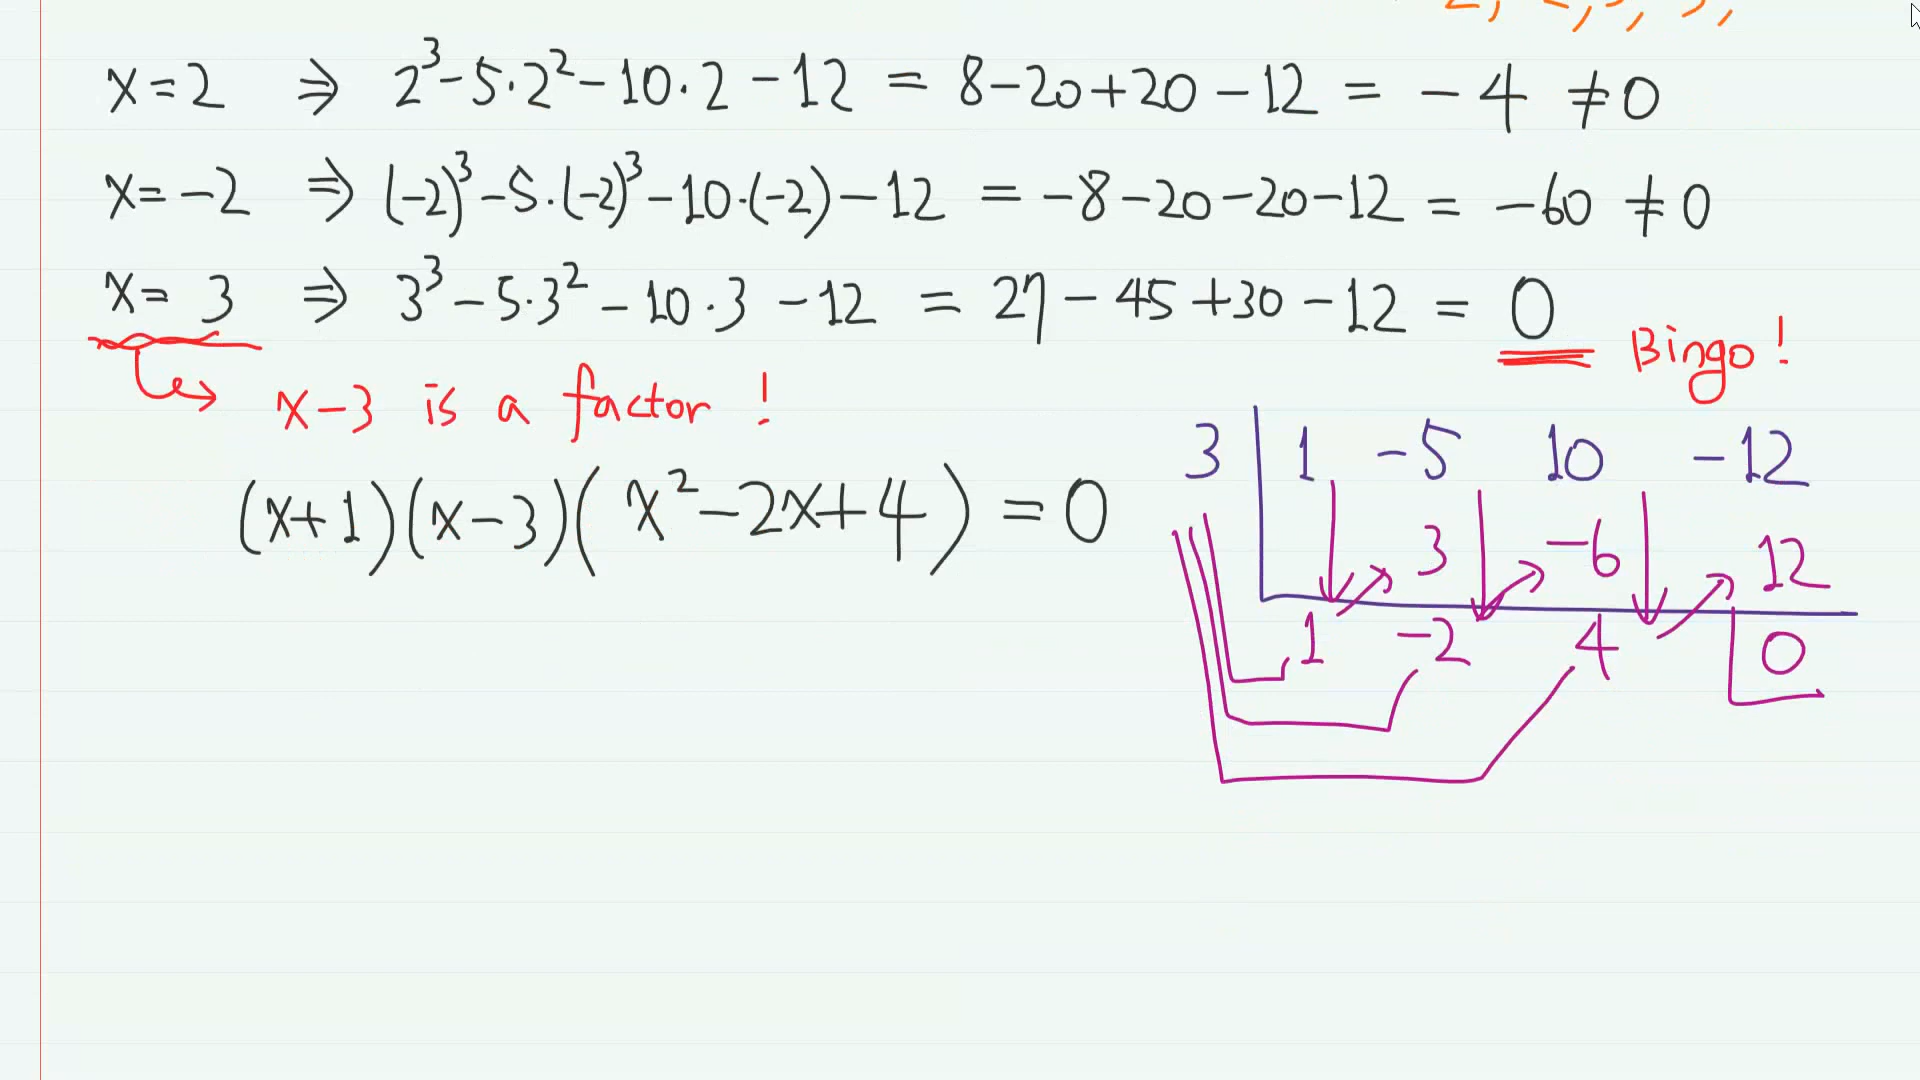 x=2 ⇒ 2³-5·2²-10·2-12 = 8-20+20-12 = -4 ≠0
x=-2 ⇒ (-2)³-5·(-2)³-10·(-2)-12 = -8-20-20-12 = -60 ≠0
x=3 ⇒ 3³-5·3²-10·3-12 = 27-45+30-12 = 0
Bingo!
x-3 is a factor!
(x+1)(x-3)(x²-2x+4)=0
3 1 -5 10 -12
3 -6 12
1 -2 4 0